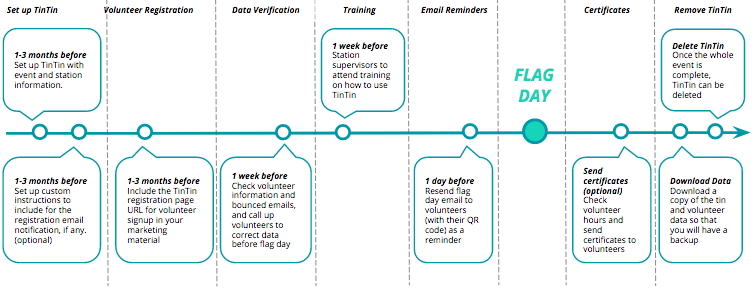 Set up TinTin
Volunteer Registration
Data Verification
Training
Email Reminders
Certificates
Remove TinTin
1-3 months before
Set up TinTin with
event and station
information.
1 week before
Station
supervisors to
attend training
on how to use
TinTin
FLAG
DAY
Delete TinTin
Once the whole
event is
complete,
TinTin can be
deleted
1-3 months before
Set up custom
instructions to
include for the
registration email
notification, if any.
(optional)
1-3 months before
Include the TinTin
registration page
URL for volunteer
signup in your
marketing
material
1 week before
Check volunteer
information and
bounced emails,
and call up
volunteers to
correct data
before flag day
1 day before
Resend flag
day email to
volunteers
(with their QR
code) as a
reminder
Send
certificates
(optional)
Check
volunteer
hours and
send
certificates to
volunteers
Download Data
Download a
copy of the tin
and volunteer
data so that
you will have a
backup